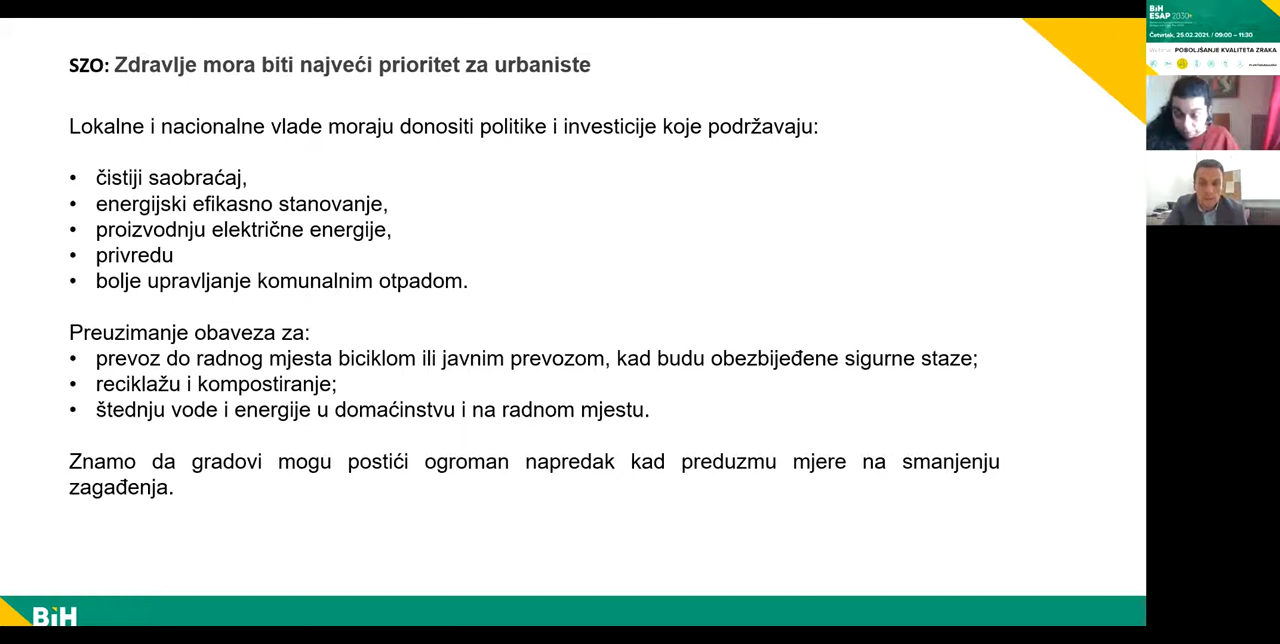 SZO: Zdravlje mora biti najveći prioritet za urbaniste
Lokalne i nacionalne vlade moraju donositi politike i investicije koje podržavaju:
• čistiji saobraćaj,
• energijski efikasno stanovanje,
• proizvodnju električne energije,
• privredu
• bolje upravljanje komunalnim otpadom.
Preuzimanje obaveza za:
• prevoz do radnog mjesta biciklom ili javnim prevozom, kad budu obezbijeđene sigurne staze;
• reciklažu i kompostiranje;
• štednju vode i energije u domaćinstvu i na radnom mjestu.
Znamo da gradovi mogu postići ogroman napredak kad preduzmu mjere na smanjenju
zagađenja.
BiH
BiH
ESAP 2030+
Četvrtak, 25.02.2021. / 09:00 – 11:30
Webinar: POBOLJŠANJE KVALITETA ZRAKA